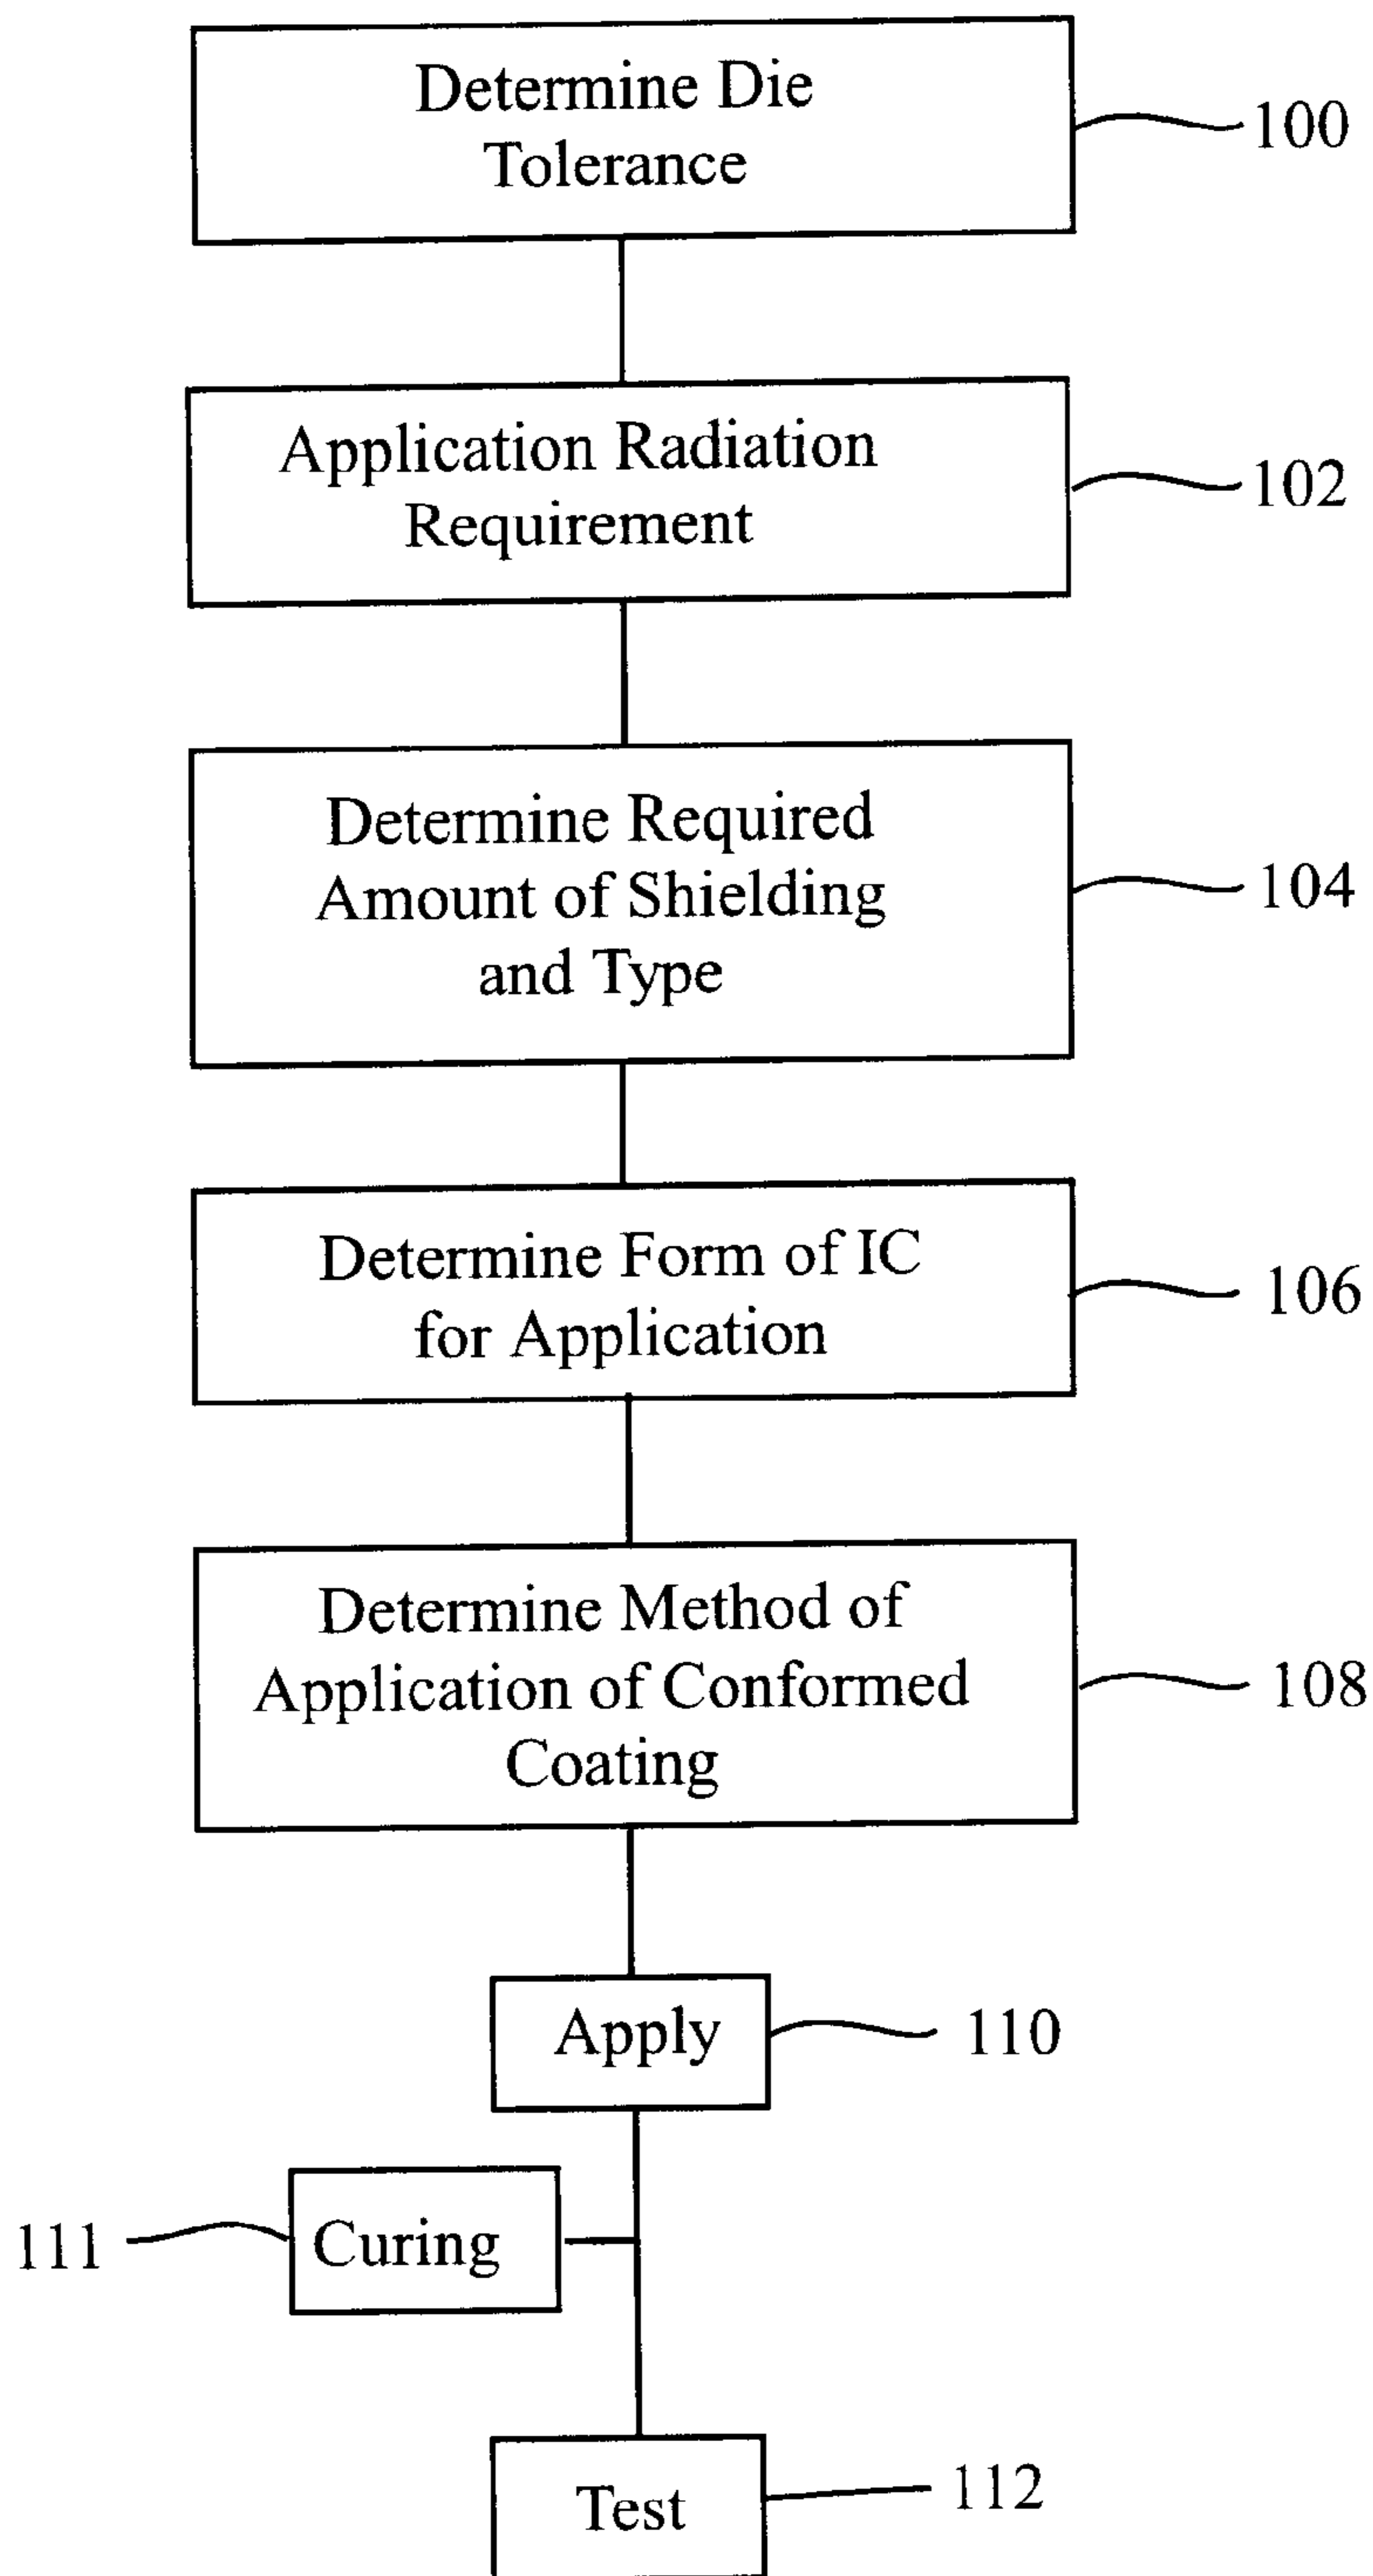 Determine Die
Tolerance
100
Application Radiation
Requirement
102
Determine Required
Amount of Shielding
and Type
104
Determine Form of IC
for Application
106
Determine Method of
Application of Conformed
Coating
108
Apply
110
111
Curing
Test
112